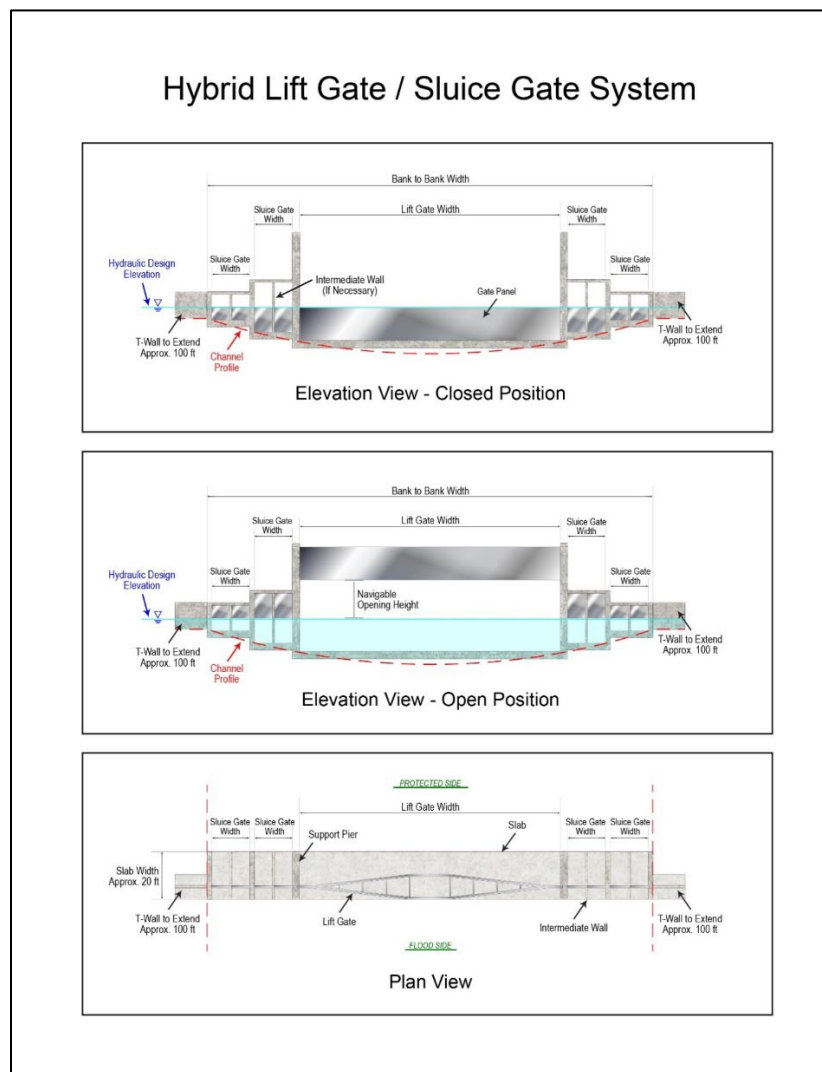 Hybrid Lift Gate / Sluice Gate System
Bank to Bank Width
Sluice Gate
Width
Lift Gate Width
Sluice Gate
Width
Sluice Gate
Width
Sluice Gate
Width
Hydraulic Design
Elevation
Intermediate Wall
(If Necessary)
Gate Panel
T-Wall to Extend
Approx. 100 ft
Channel
Profile
T-Wall to Extend
Approx. 100 ft
Elevation View - Closed Position
Bank to Bank Width
Sluice Gate
Width
Lift Gate Width
Sluice Gate
Width
Sluice Gate
Width
Sluice Gate
Width
Hydraulic Design
Elevation
Navigable
Opening Height
T-Wall to Extend
Approx. 100 ft
Channel
Profile
T-Wall to Extend
Approx. 100 ft
Elevation View - Open Position
PROTECTED SIDE
Lift Gate Width
Sluice Gate
Width
Sluice Gate
Width
Support Pier
Slab
Sluice Gate
Width
Sluice Gate
Width
Slab Width
Approx. 20 ft
T-Wall to Extend
Approx. 100 ft
Lift Gate
Intermediate Wall
T-Wall to Extend
Approx. 100 ft
FLOOD SIDE
Plan View